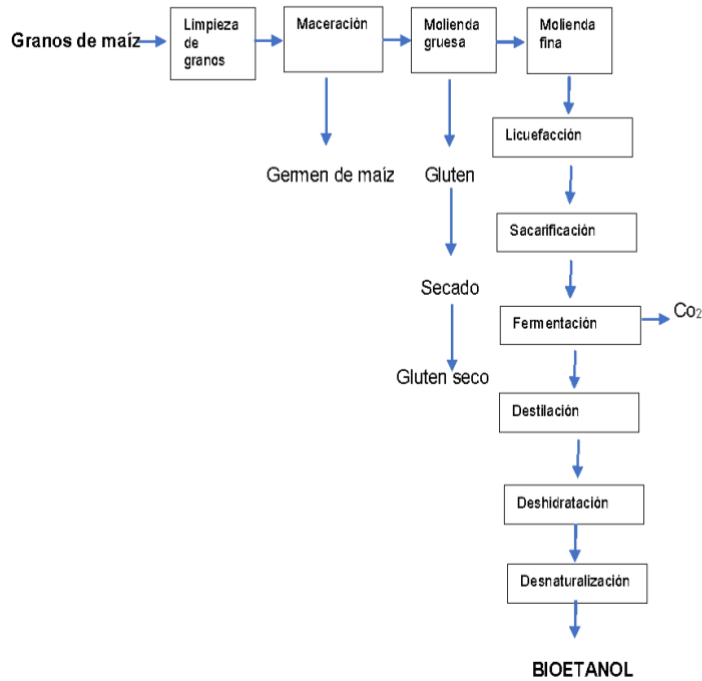 Granos de maíz
Limpieza
de
granos
Maceración
Molienda
gruesa
Molienda
fina
Licuefacción
Germen de maíz
Gluten
Sacarificación
Secado
Fermentación
Co₂
Gluten seco
Destilación
Deshidratación
Desnaturalización
BIOETANOL